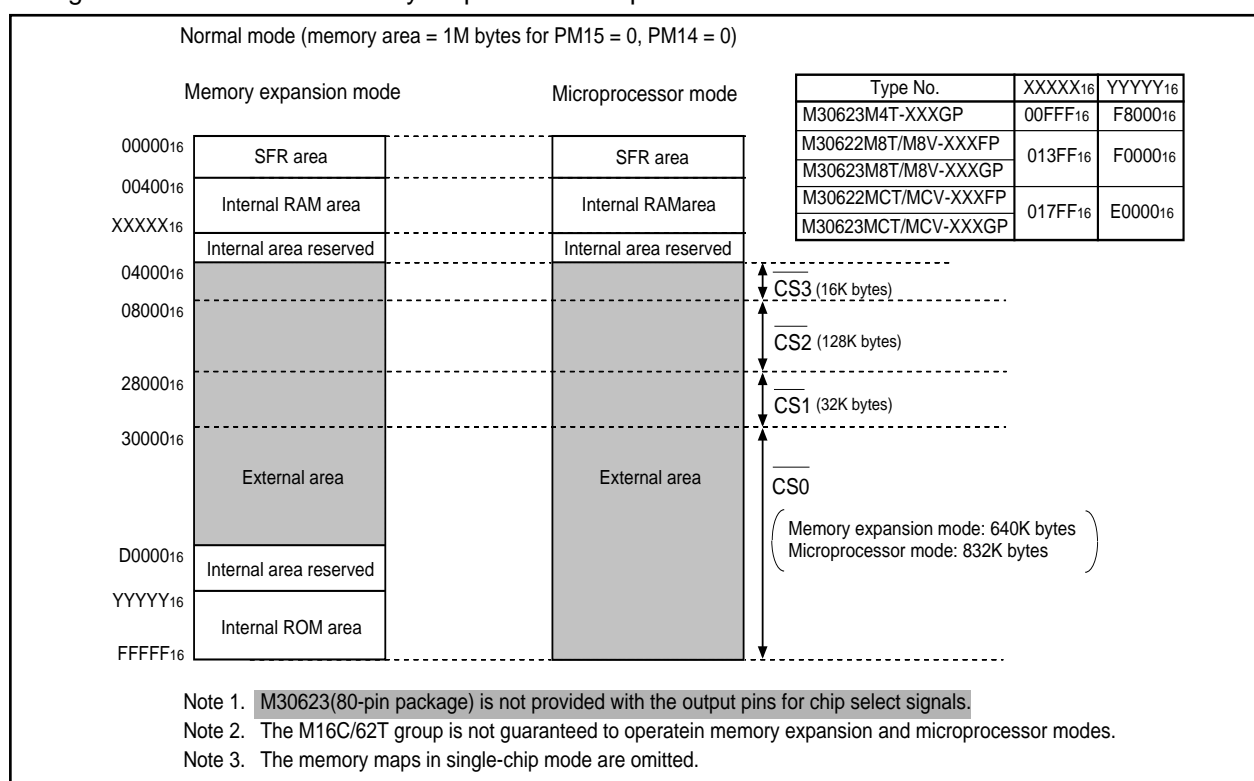 Normal mode (memory area = 1M bytes for PM15 = 0, PM14 = 0)
Memory expansion mode
Microprocessor mode
Type No. XXXXX16 YYYYY16
M30623M4T-XXXGP 00FFF16 F800016
M30622M8T/M8V-XXXFP 013FF16 F000016
M30623M8T/M8V-XXXGP
M30622MCT/MCV-XXXFP 017FF16 E000016
M30623MCT/MCV-XXXGP
0000016
SFR area
SFR area
0040016
Internal RAM area
Internal RAMarea
XXXXX16
Internal area reserved
Internal area reserved
0400016
CS3 (16K bytes)
0800016
CS2 (128K bytes)
2800016
CS1 (32K bytes)
3000016
External area
External area
CS0
Memory expansion mode: 640K bytes
Microprocessor mode: 832K bytes
D000016
Internal area reserved
YYYYY16
Internal ROM area
FFFFF16
Note 1. M30623(80-pin package) is not provided with the output pins for chip select signals.
Note 2. The M16C/62T group is not guaranteed to operatein memory expansion and microprocessor modes.
Note 3. The memory maps in single-chip mode are omitted.